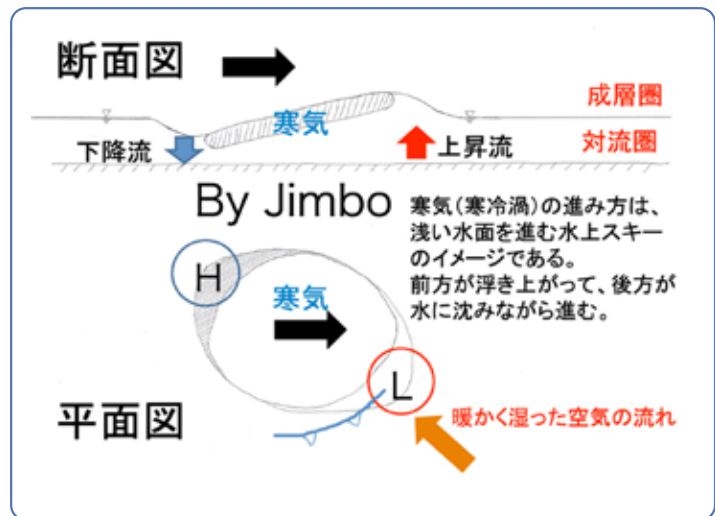 断面図
成層圏
寒気
下降流
上昇流
対流圏
By Jimbo
寒気(寒冷渦)の進み方は、
浅い水面を進む水上スキー
のイメージである。
前方が浮き上がって、後方が
水に沈みながら進む。
H
寒気
L
平面図
暖かく湿った空気の流れ